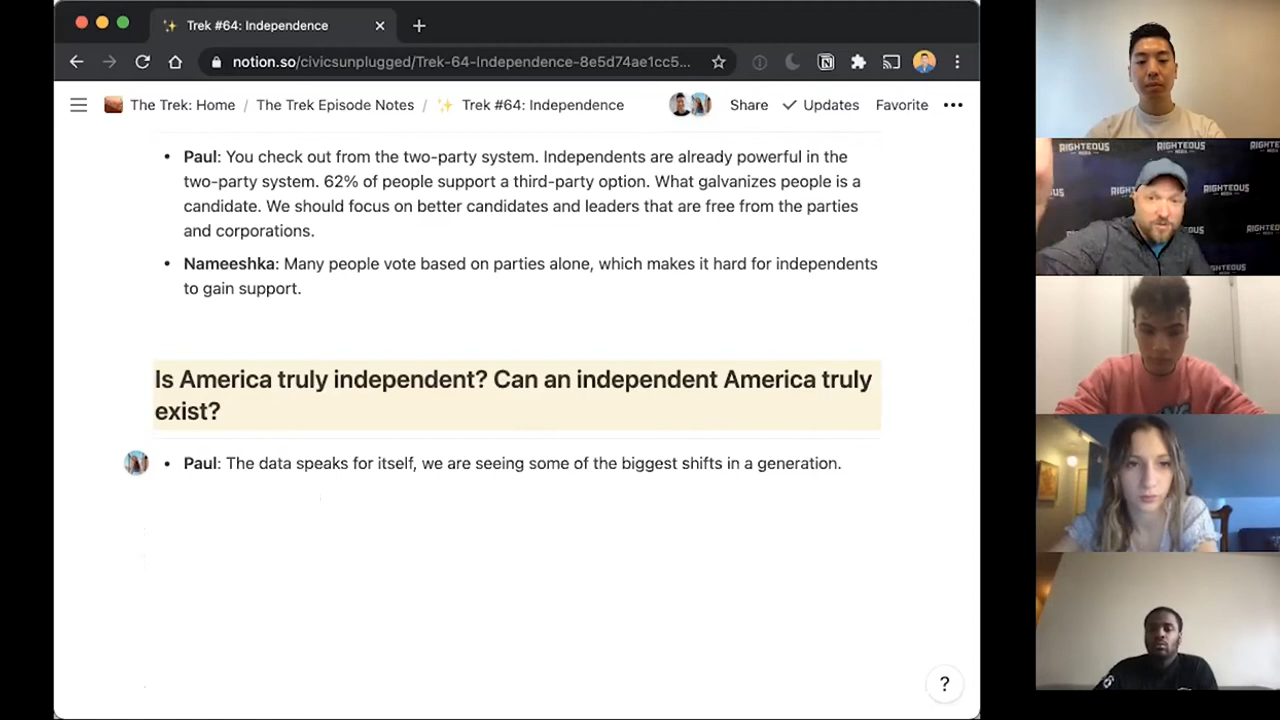 Trek #64: Independence
notion.so/civicsunplugged/Trek-64-Independence-8e5d74ae1cc5...
The Trek: Home / The Trek Episode Notes / Trek #64: Independence Share Updates Favorite
Paul: You check out from the two-party system. Independents are already powerful in the
two-party system. 62% of people support a third-party option. What galvanizes people is a
candidate. We should focus on better candidates and leaders that are free from the parties
and corporations.
Nameeshka: Many people vote based on parties alone, which makes it hard for independents
to gain support.
Is America truly independent? Can an independent America truly
exist?
Paul: The data speaks for itself, we are seeing some of the biggest shifts in a generation.
?
RIGHTEOUS
MEDIA
RIGHTEOUS
MEDIA
RIGHTEOUS